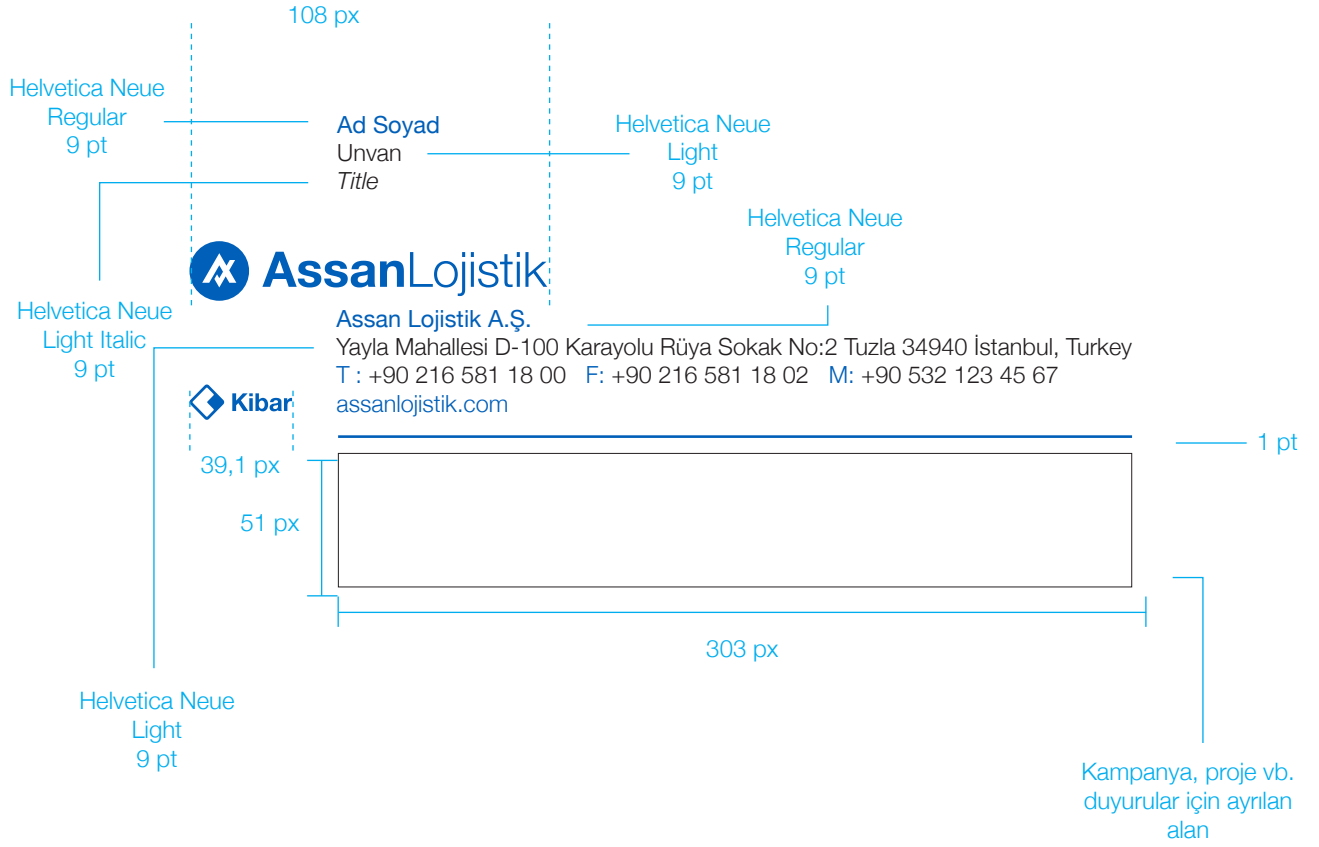 108 px
Helvetica Neue
Regular
9 pt
Ad Soyad
Unvan
Title
Helvetica Neue
Light
9 pt
Helvetica Neue
Regular
9 pt
AssanLojistik
Helvetica Neue
Light Italic
9 pt
Assan Lojistik A.Ş.
Yayla Mahallesi D-100 Karayolu Rüya Sokak No:2 Tuzla 34940 İstanbul, Turkey
T : +90 216 581 18 00 F: +90 216 581 18 02 M: +90 532 123 45 67
assanlojistik.com
Kibar
1 pt
39,1 px
51 px
303 px
Helvetica Neue
Light
9 pt
Kampanya, proje vb.
duyurular için ayrılan
alan